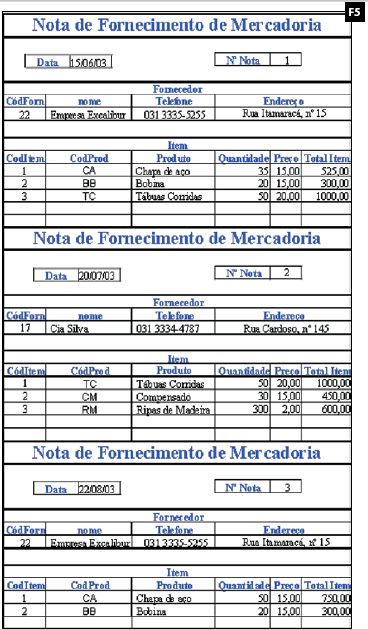 F5
Nota de Fornecimento de Mercadoria
Data 15/06/03 Nº Nota 1
Fornecedor
CódForn nome Telefone Endereço
22 Empresa Excalibur 031 3335-5255 Rua Itamaracá, nº 15
Item
CodItem CodProd Produto Quantidade Preço Total Item
1 CA Chapa de aço 35 15,00 525,00
2 BB Bobina 20 15,00 300,00
3 TC Tábuas Corridas 50 20,00 1000,00
Nota de Fornecimento de Mercadoria
Data 20/07/03 Nº Nota 2
Fornecedor
CódForn nome Telefone Endereco
17 Cia Silva 031 3334-4787 Rua Cardoso, nº 145
Item
CódItem CódProd Produto Quantidade Preço Total Item
1 TC Tábuas Corridas 50 20,00 1000,00
2 CM Compensado 30 15,00 450,00
3 RM Ripas de Madeira 300 2,00 600,00
Nota de Fornecimento de Mercadoria
Data 22/08/03 Nº Nota 3
Fornecedor
CódForn nome Telefone Endereco
22 Empresa Excalibur 031 3335-5255 Rua Itamaracá, nº 15
Item
CodItem CodProd Produto Quantidade Preço Total Item
1 CA Chapa de aço 50 15,00 750,00
2 BB Bobina 20 15,00 300,00